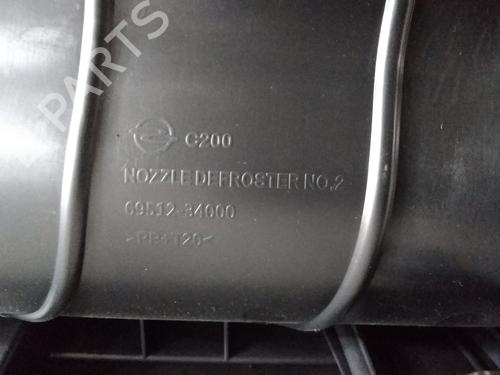 C200
NOZZLE DEFROSTER NO.2
69512-34000
>PP+T20<
PARTS